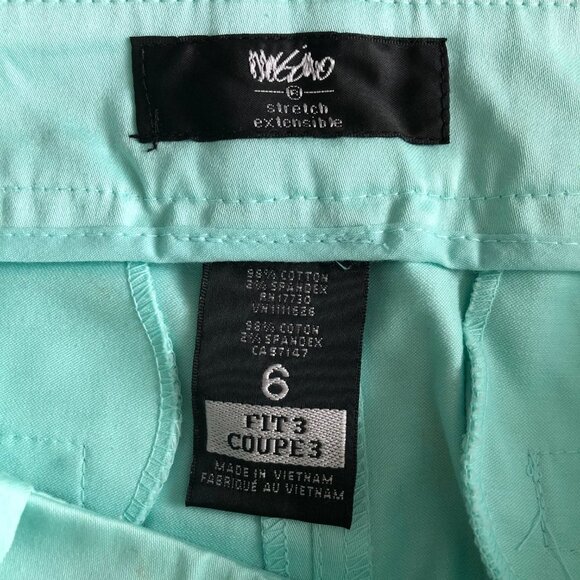 mossimo
®
stretch
extensible
98% COTTON
2% SPANDEX
RN17730
VN1111626
98% COTON
2% SPANDEX
CA57147
6
FIT 3
COUPE 3
MADE IN VIETNAM
FABRIQUÉ AU VIETNAM